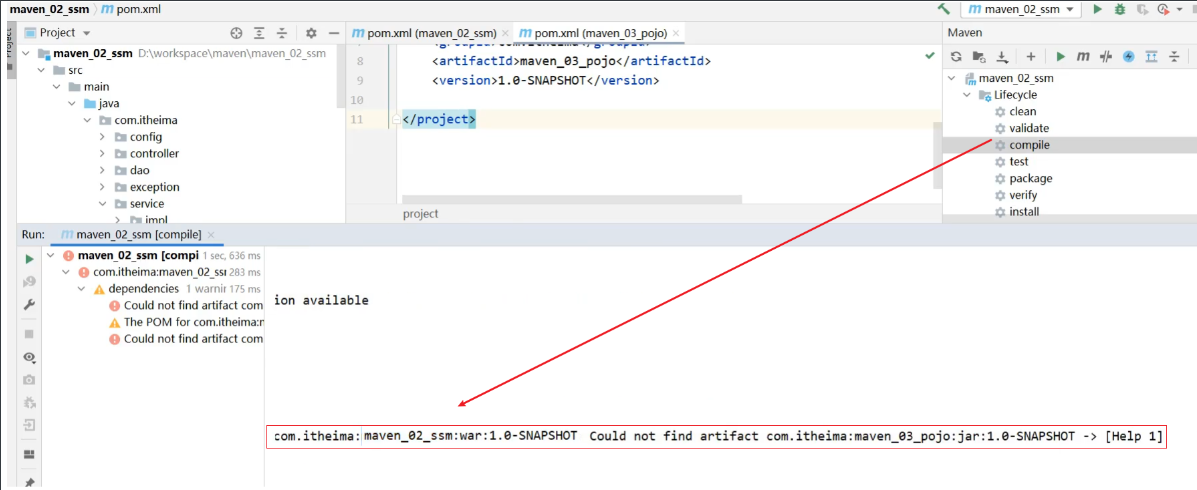 maven_02_ssm pom.xml
maven_02_ssm
Project
Project
pom.xml (maven_02_ssm)
pom.xml (maven_03_pojo)
Maven
maven_02_ssm D:\workspace\maven\maven_02_ssm
src
main
java
com.itheima
config
controller
dao
exception
service
impl
8 <artifactId>maven_03_pojo</artifactId>
9 <version>1.0-SNAPSHOT</version>
10
11 </project>
project
maven_02_ssm
Lifecycle
clean
validate
compile
test
package
verify
install
Run: maven_02_ssm [compile]
maven_02_ssm [compi 1 sec, 636 ms
com.itheima:maven_02_ssm 283 ms
dependencies 1 warnir 175 ms
Could not find artifact com
The POM for com.itheima:m
Could not find artifact com
ion available
com.itheima: maven_02_ssm:war:1.0-SNAPSHOT Could not find artifact com.itheima:maven_03_pojo:jar:1.0-SNAPSHOT -> [Help 1]